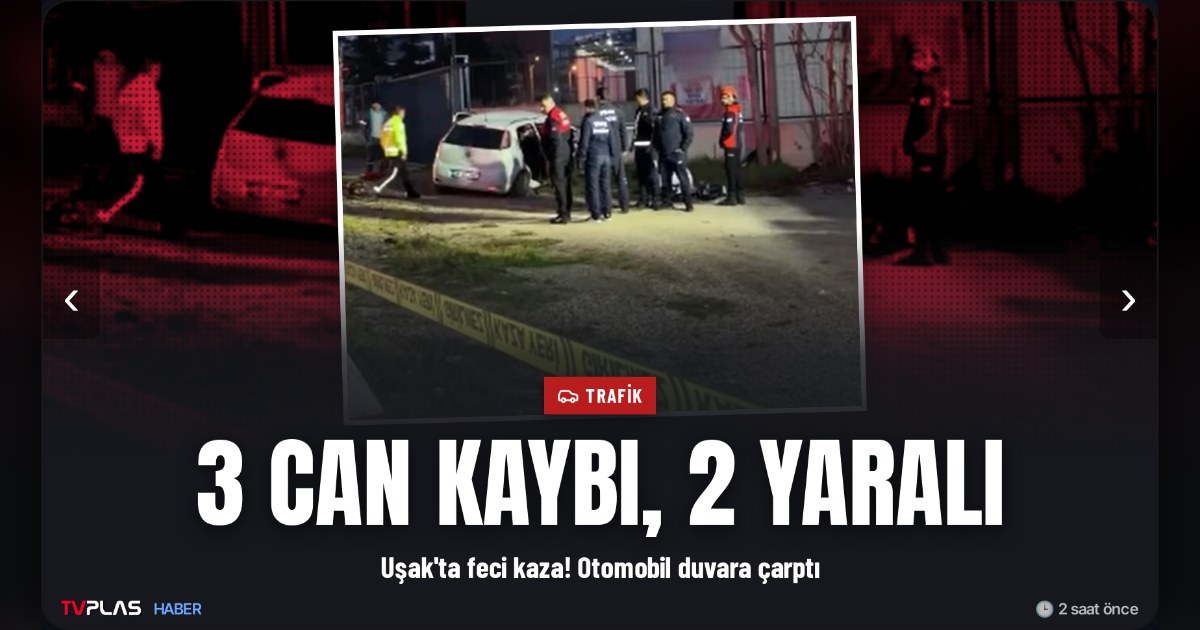 TRAFİK
3 CAN KAYBI, 2 YARALI
Uşak'ta feci kaza! Otomobil duvara çarptı
TVPLAS HABER
2 saat önce